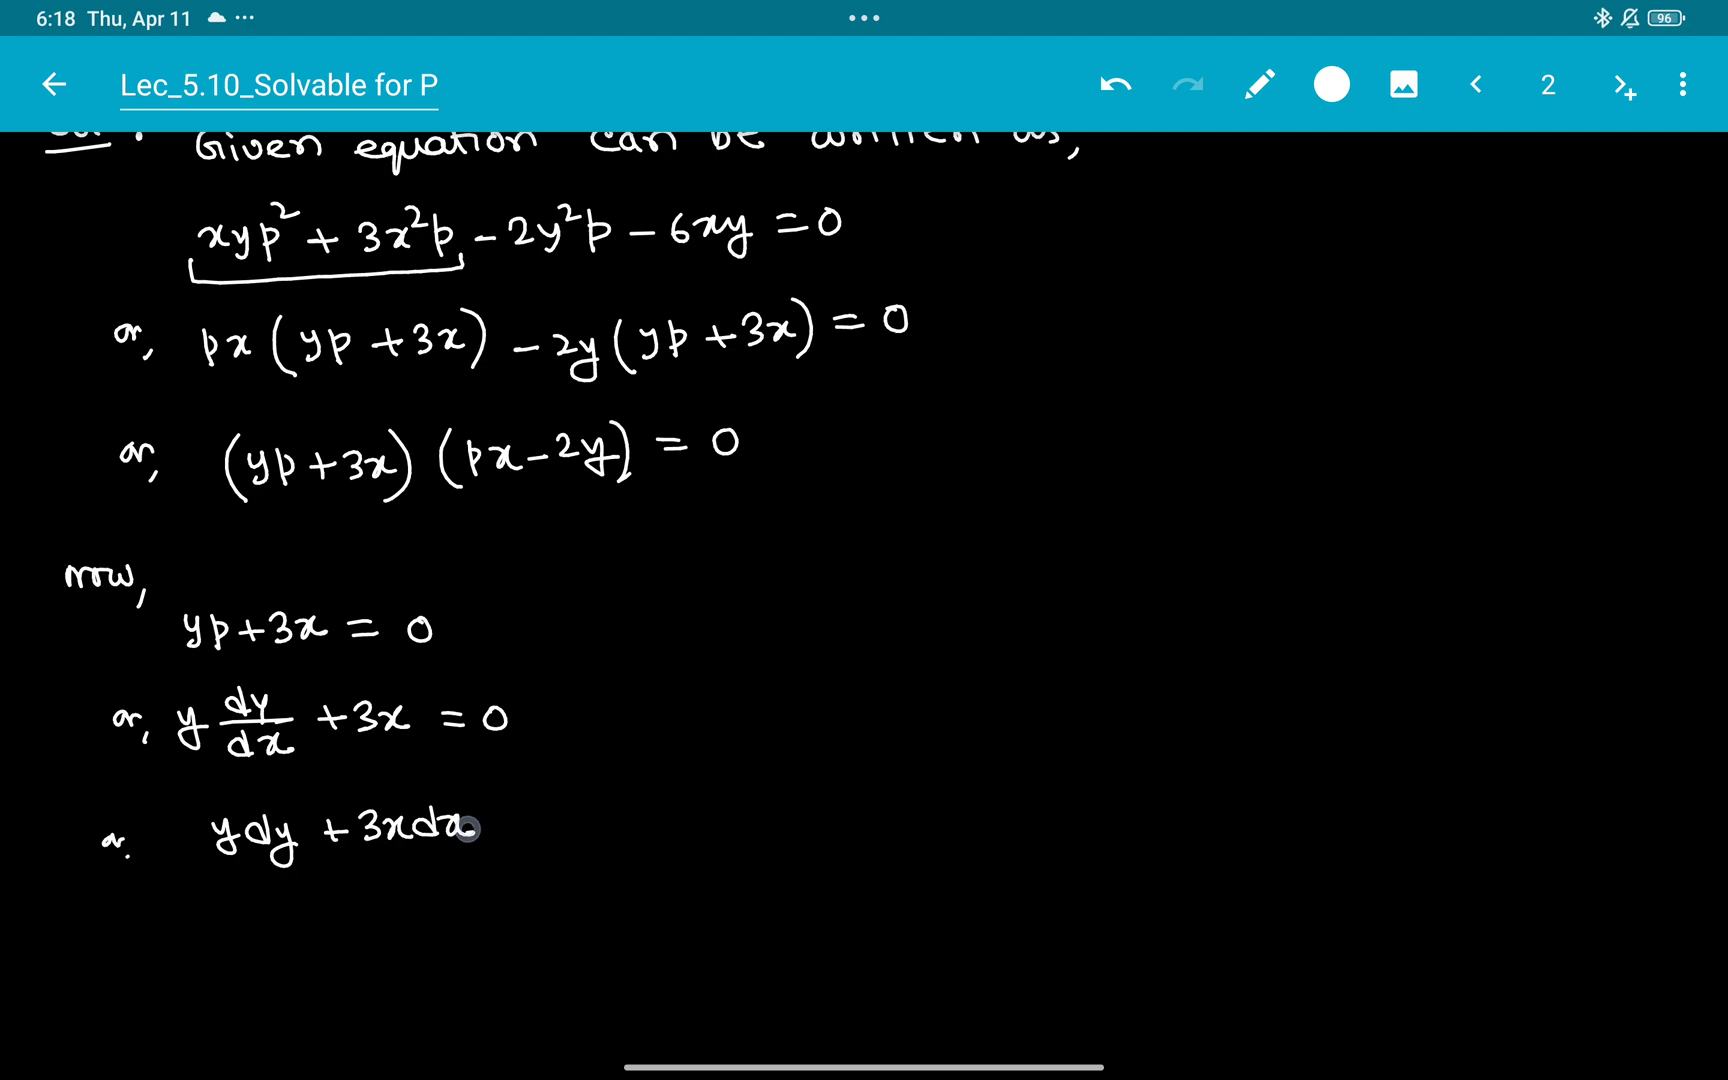 6:18 Thu, Apr 11 96
Lec_5.10_Solvable for P 2
Given equation can be written as,
xyp² + 3x²p - 2y²p - 6xy = 0
or, px (yp + 3x) - 2y (yp + 3x) = 0
or, (yp + 3x) (px - 2y) = 0
now,
yp + 3x = 0
or, y dy/dx + 3x = 0
or, ydy + 3xdx